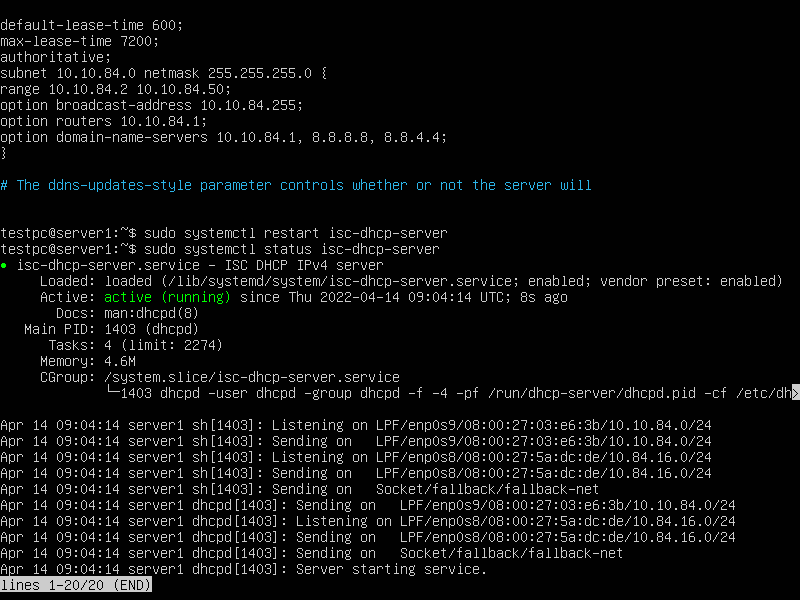 default-lease-time 600;
max-lease-time 7200;
authoritative;
subnet 10.10.84.0 netmask 255.255.255.0 {
range 10.10.84.2 10.10.84.50;
option broadcast-address 10.10.84.255;
option routers 10.10.84.1;
option domain-name-servers 10.10.84.1, 8.8.8.8, 8.8.4.4;
}
# The ddns-updates-style parameter controls whether or not the server will
testpc@server1:~$ sudo systemctl restart isc-dhcp-server
testpc@server1:~$ sudo systemctl status isc-dhcp-server
● isc-dhcp-server.service - ISC DHCP IPv4 server
     Loaded: loaded (/lib/systemd/system/isc-dhcp-server.service; enabled; vendor preset: enabled)
     Active: active (running) since Thu 2022-04-14 09:04:14 UTC; 8s ago
       Docs: man:dhcpd(8)
   Main PID: 1403 (dhcpd)
      Tasks: 4 (limit: 2274)
     Memory: 4.6M
     CGroup: /system.slice/isc-dhcp-server.service
             └─1403 dhcpd -user dhcpd -group dhcpd -f -4 -pf /run/dhcp-server/dhcpd.pid -cf /etc/dh>
Apr 14 09:04:14 server1 sh[1403]: Listening on LPF/enp0s9/08:00:27:03:e6:3b/10.10.84.0/24
Apr 14 09:04:14 server1 sh[1403]: Sending on   LPF/enp0s9/08:00:27:03:e6:3b/10.10.84.0/24
Apr 14 09:04:14 server1 sh[1403]: Listening on LPF/enp0s8/08:00:27:5a:dc:de/10.84.16.0/24
Apr 14 09:04:14 server1 sh[1403]: Sending on   LPF/enp0s8/08:00:27:5a:dc:de/10.84.16.0/24
Apr 14 09:04:14 server1 sh[1403]: Sending on   Socket/fallback/fallback-net
Apr 14 09:04:14 server1 dhcpd[1403]: Sending on   LPF/enp0s9/08:00:27:03:e6:3b/10.10.84.0/24
Apr 14 09:04:14 server1 dhcpd[1403]: Listening on LPF/enp0s8/08:00:27:5a:dc:de/10.84.16.0/24
Apr 14 09:04:14 server1 dhcpd[1403]: Sending on   LPF/enp0s8/08:00:27:5a:dc:de/10.84.16.0/24
Apr 14 09:04:14 server1 dhcpd[1403]: Sending on   Socket/fallback/fallback-net
Apr 14 09:04:14 server1 dhcpd[1403]: Server starting service.
lines 1-20/20 (END)